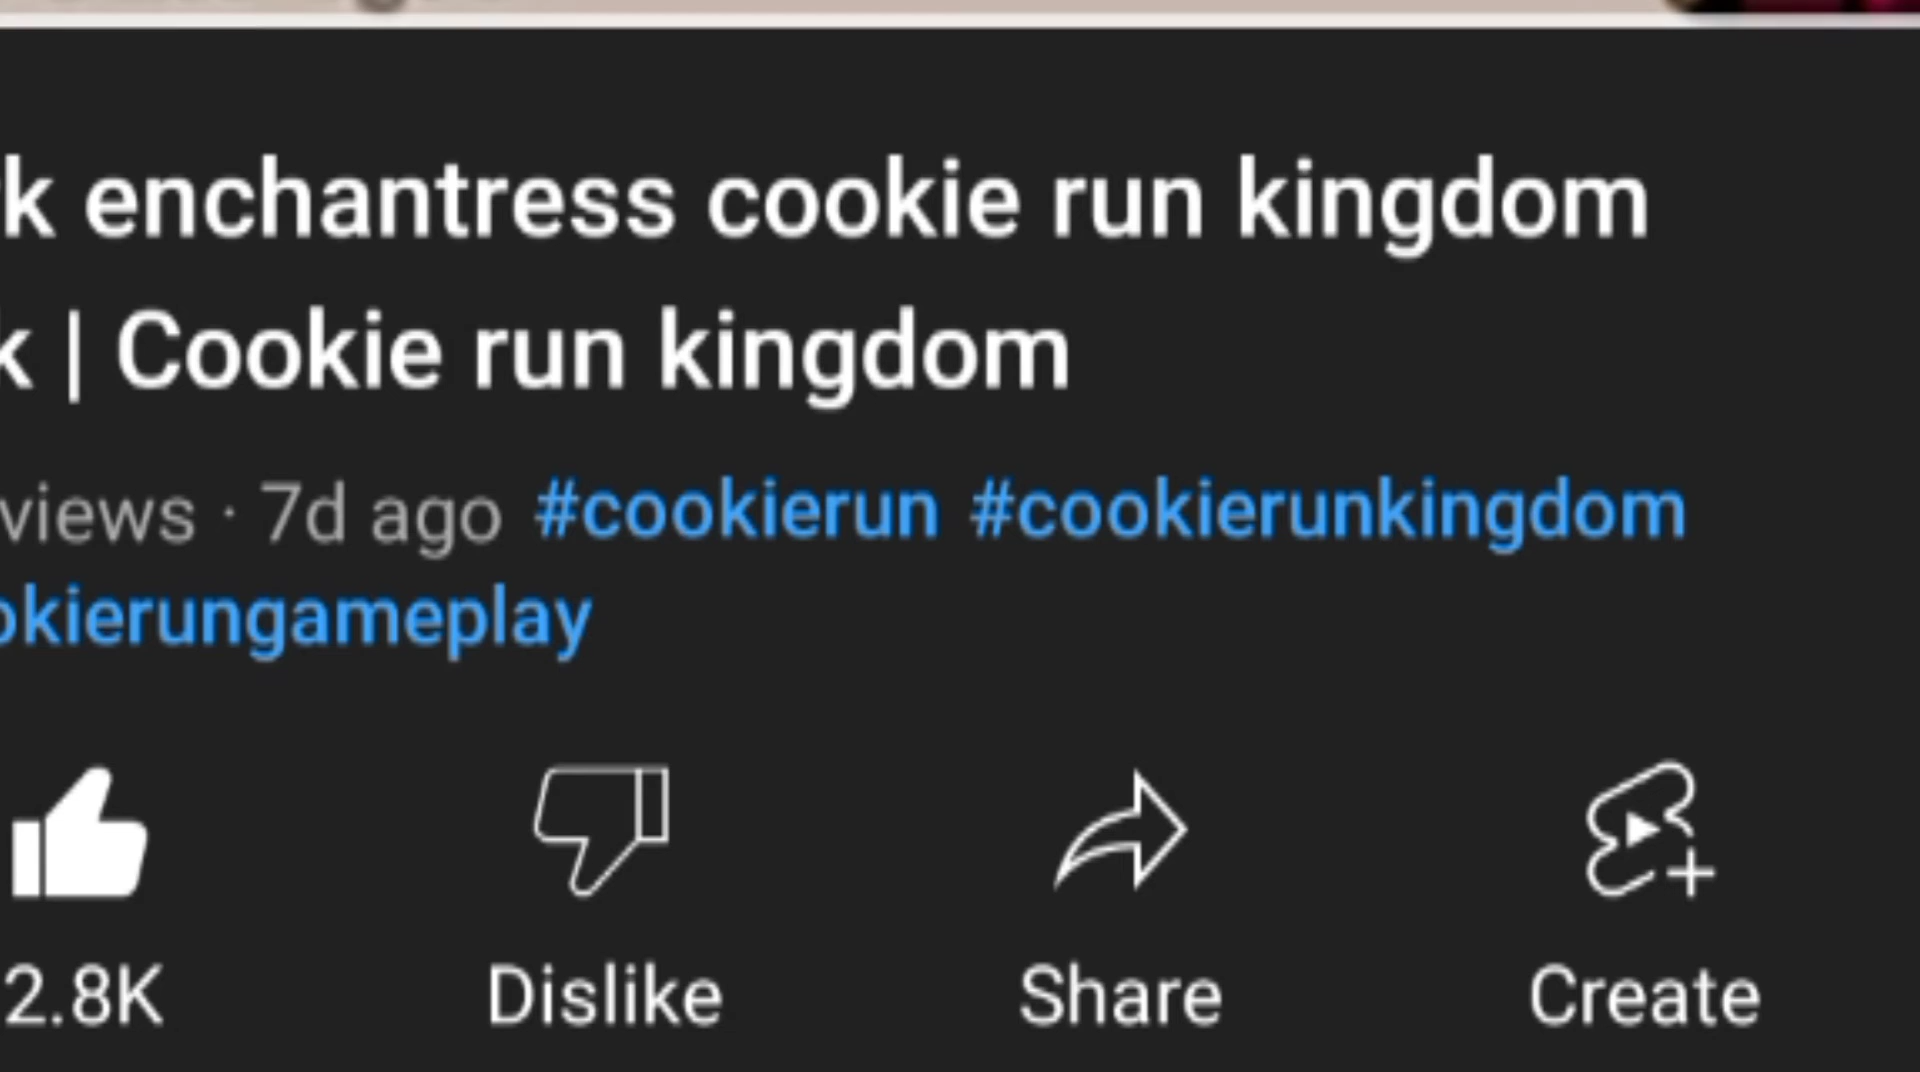 k enchantress cookie run kingdom
k | Cookie run kingdom
views · 7d ago #cookierun #cookierunkingdom
okierungameplay
2.8K Dislike Share Create